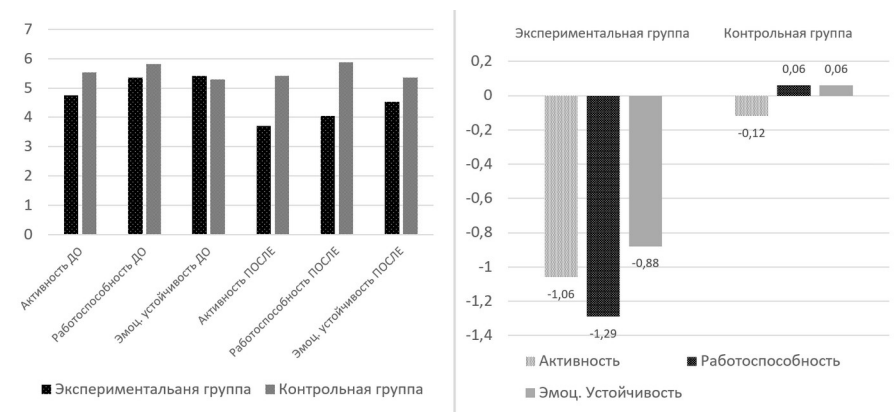 7
6
5
4
3
2
1
0
Активность ДО
Работоспособность ДО
Эмоц. устойчивость ДО
Активность ПОСЛЕ
Работоспособность ПОСЛЕ
Эмоц. устойчивость ПОСЛЕ
Экспериментальаня группа Контрольная группа
Экспериментальная группа Контрольная группа
0,2
0
-0,2
-0,4
-0,6
-0,8
-1
-1,2
-1,4
-1,06
-1,29
-0,88
-0,12
0,06
0,06
Активность Работоспособность
Эмоц. Устойчивость